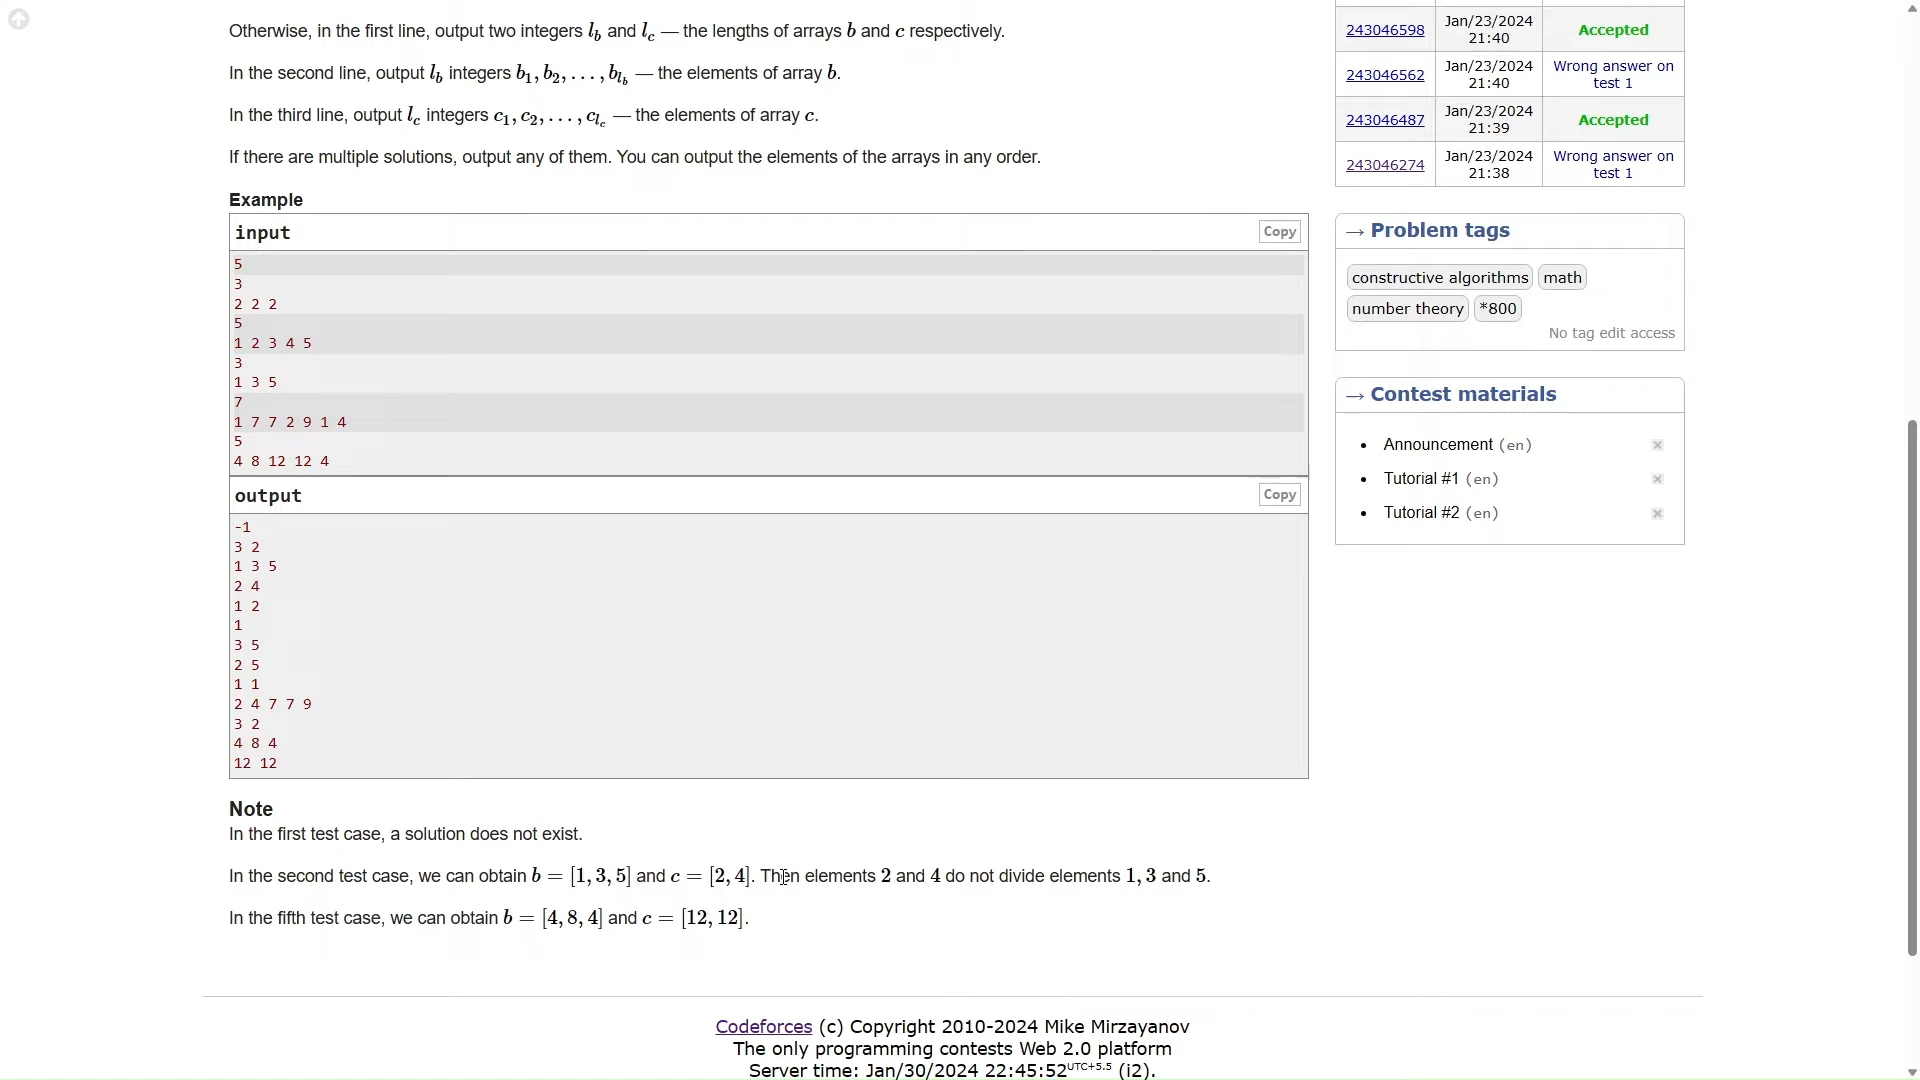 Otherwise, in the first line, output two integers l_b and l_c — the lengths of arrays b and c respectively.
In the second line, output l_b integers b_1, b_2, ..., b_{l_b} — the elements of array b.
In the third line, output l_c integers c_1, c_2, ..., c_{l_c} — the elements of array c.
If there are multiple solutions, output any of them. You can output the elements of the arrays in any order.
Example
input
Copy
5
3
2 2 2
5
1 2 3 4 5
3
1 3 5
7
1 7 7 2 9 1 4
5
4 8 12 12 4
output
Copy
-1
3 2
1 3 5
2 4
1 2
1
3 5
2 5
1 1
2 4 7 7 9
3 2
4 8 4
12 12
Note
In the first test case, a solution does not exist.
In the second test case, we can obtain b = [1, 3, 5] and c = [2, 4]. Then elements 2 and 4 do not divide elements 1, 3 and 5.
In the fifth test case, we can obtain b = [4, 8, 4] and c = [12, 12].
243046598 Jan/23/2024 21:40 Accepted
243046562 Jan/23/2024 21:40 Wrong answer on test 1
243046487 Jan/23/2024 21:39 Accepted
243046274 Jan/23/2024 21:38 Wrong answer on test 1
→ Problem tags
constructive algorithms math
number theory *800
No tag edit access
→ Contest materials
• Announcement (en) ×
• Tutorial #1 (en) ×
• Tutorial #2 (en) ×
Codeforces (c) Copyright 2010-2024 Mike Mirzayanov
The only programming contests Web 2.0 platform
Server time: Jan/30/2024 22:45:52 UTC+5.5 (i2).